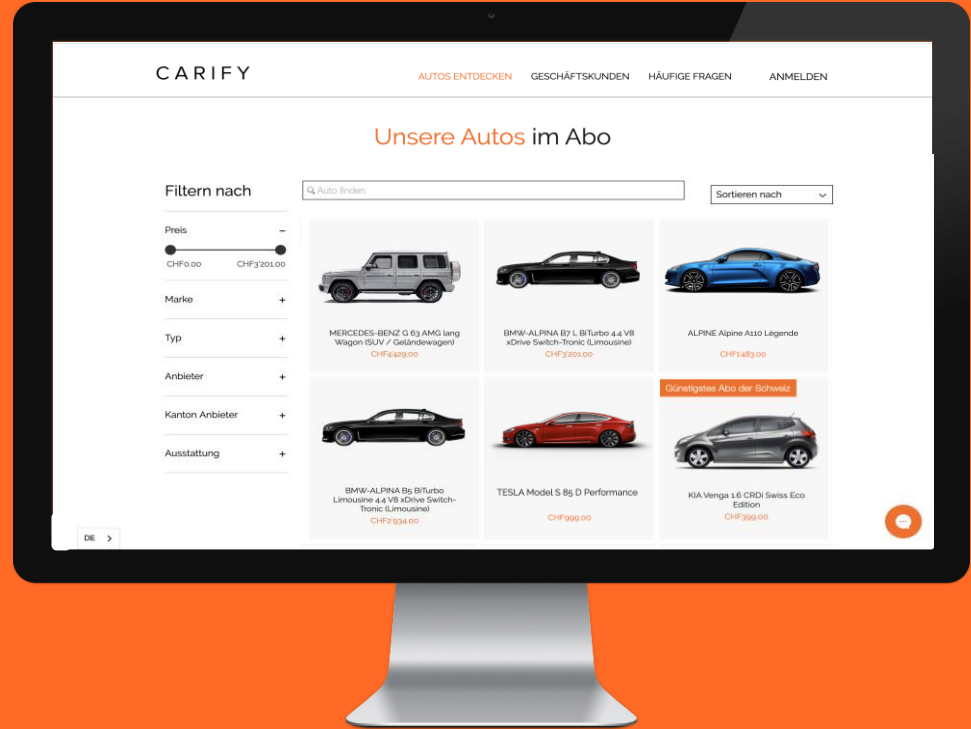 CARIFY
AUTOS ENTDECKEN GESCHÄFTSKUNDEN HÄUFIGE FRAGEN ANMELDEN
Unsere Autos im Abo
Filtern nach
Auto finden
Sortieren nach
Preis −
CHF0.00 CHF3'201.00
Marke +
Typ +
Anbieter +
Kanton Anbieter +
Ausstattung +
MERCEDES-BENZ G 63 AMG lang
Wagon (SUV / Geländewagen)
CHF4'429.00
BMW-ALPINA B7 L BiTurbo 4.4 V8
xDrive Switch-Tronic (Limousine)
CHF3'201.00
ALPINE Alpine A110 Légende
CHF1'483.00
BMW-ALPINA B5 BiTurbo
Limousine 4.4 V8 xDrive Switch-
Tronic (Limousine)
CHF2'934.00
TESLA Model S 85 D Performance
CHF999.00
Günstigstes Abo der Schweiz
KIA Venga 1.6 CRDi Swiss Eco
Edition
CHF399.00
DE >